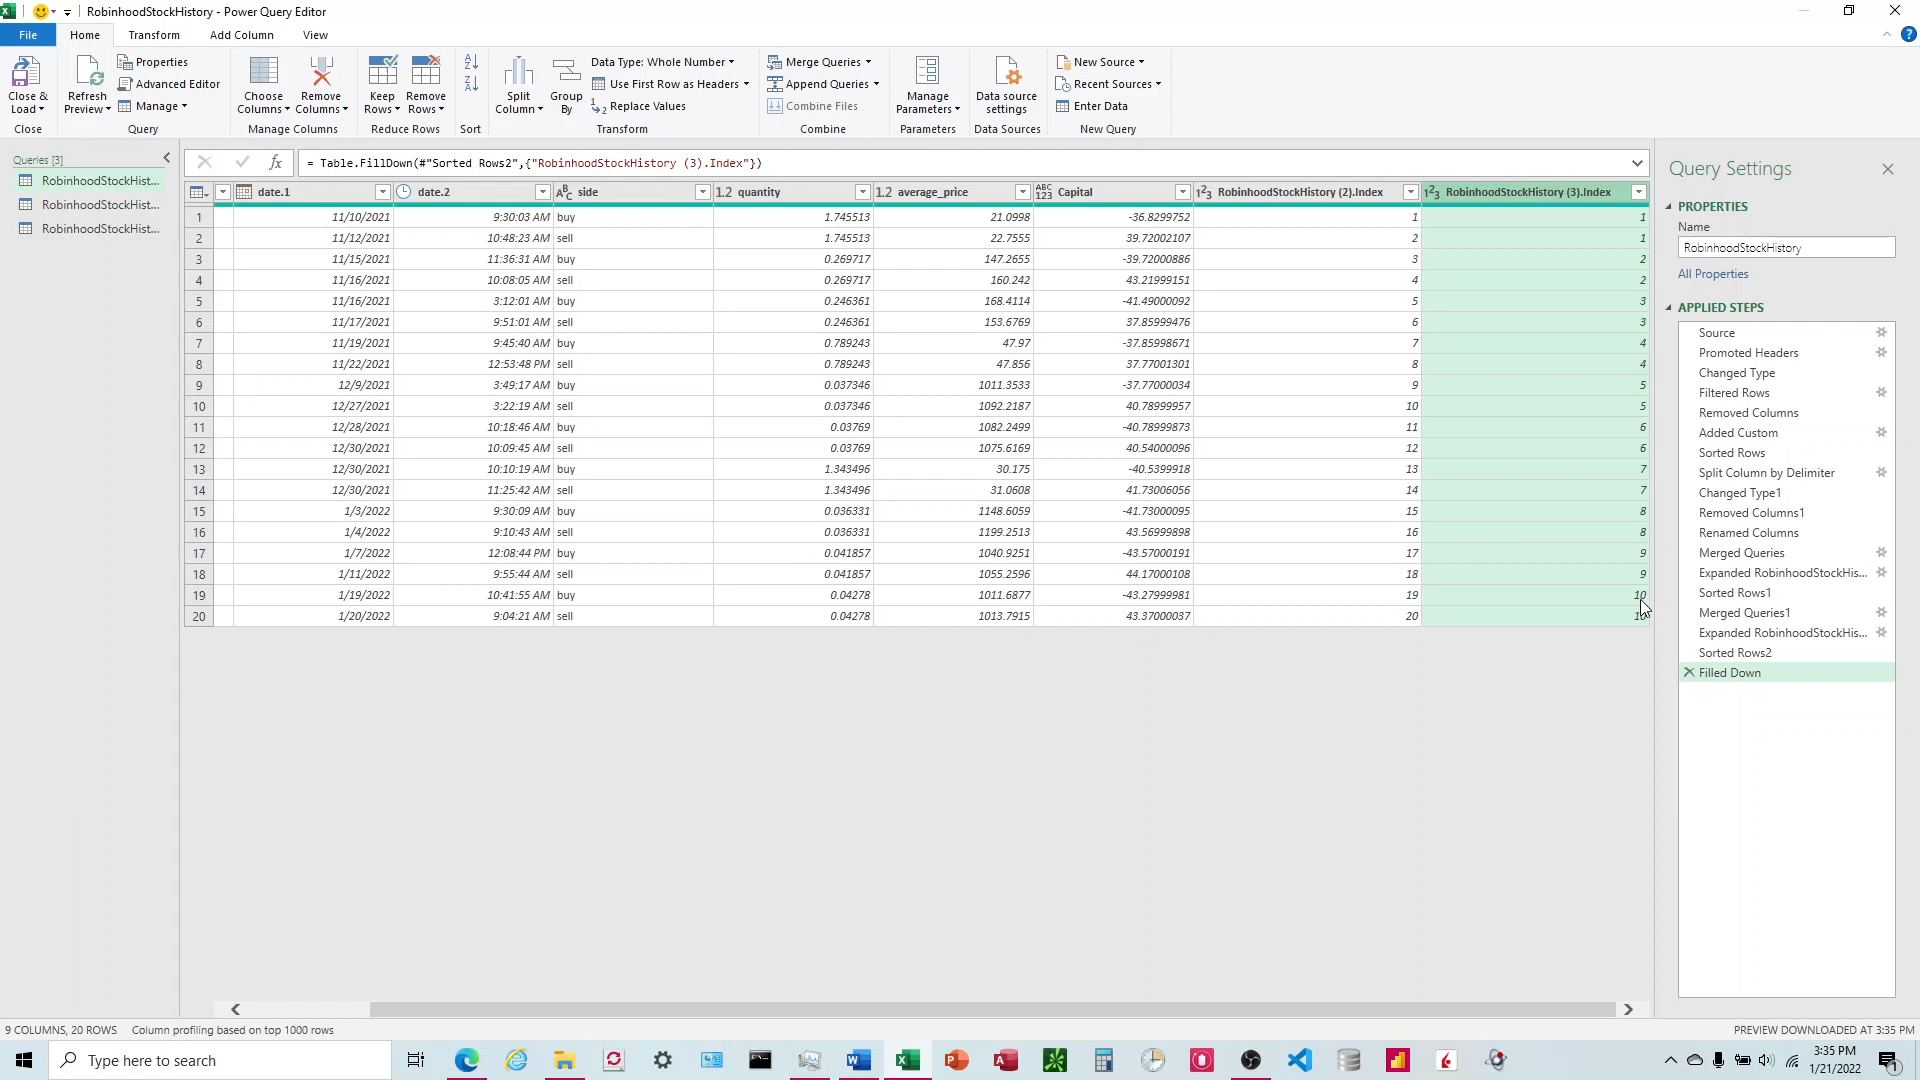 RobinhoodStockHistory - Power Query Editor
File Home Transform Add Column View
Close & Load
Close
Refresh Preview
Properties
Advanced Editor
Manage
Query
Choose Columns
Remove Columns
Manage Columns
Keep Rows
Remove Rows
Reduce Rows
Sort
Split Column
Group By
Data Type: Whole Number
Use First Row as Headers
Replace Values
Transform
Merge Queries
Append Queries
Combine Files
Combine
Manage Parameters
Parameters
Data source settings
Data Sources
New Source
Recent Sources
Enter Data
New Query
Queries [3]
RobinhoodStockHist...
RobinhoodStockHist...
RobinhoodStockHist...
fx = Table.FillDown(#"Sorted Rows2",{"RobinhoodStockHistory (3).Index"})
date.1 date.2 ABC side 1.2 quantity 1.2 average_price ABC 123 Capital 123 RobinhoodStockHistory (2).Index 123 RobinhoodStockHistory (3).Index
1 11/10/2021 9:30:03 AM buy 1.745513 21.0998 -36.8299752 1 1
2 11/12/2021 10:48:23 AM sell 1.745513 22.7555 39.72002107 2 1
3 11/15/2021 11:36:31 AM buy 0.269717 147.2655 -39.72000886 3 2
4 11/16/2021 10:08:05 AM sell 0.269717 160.242 43.21999151 4 2
5 11/16/2021 3:12:01 AM buy 0.246361 168.4114 -41.49000092 5 3
6 11/17/2021 9:51:01 AM sell 0.246361 153.6769 37.85999476 6 3
7 11/19/2021 9:45:40 AM buy 0.789243 47.97 -37.85998671 7 4
8 11/22/2021 12:53:48 PM sell 0.789243 47.856 37.77001301 8 4
9 12/9/2021 3:49:17 AM buy 0.037346 1011.3533 -37.77000034 9 5
10 12/27/2021 3:22:19 AM sell 0.037346 1092.2187 40.78999957 10 5
11 12/28/2021 10:18:46 AM buy 0.03769 1082.2499 -40.78999873 11 6
12 12/30/2021 10:09:45 AM sell 0.03769 1075.6169 40.54000096 12 6
13 12/30/2021 10:10:19 AM buy 1.343496 30.175 -40.5399918 13 7
14 12/30/2021 11:25:42 AM sell 1.343496 31.0608 41.73006056 14 7
15 1/3/2022 9:30:09 AM buy 0.036331 1148.6059 -41.73000095 15 8
16 1/4/2022 9:10:43 AM sell 0.036331 1199.2513 43.56999898 16 8
17 1/7/2022 12:08:44 PM buy 0.041857 1040.9251 -43.57000191 17 9
18 1/11/2022 9:55:44 AM sell 0.041857 1055.2596 44.17000108 18 9
19 1/19/2022 10:41:55 AM buy 0.04278 1011.6877 -43.27999981 19 10
20 1/20/2022 9:04:21 AM sell 0.04278 1013.7915 43.37000037 20 10
Query Settings
PROPERTIES
Name
RobinhoodStockHistory
All Properties
APPLIED STEPS
Source
Promoted Headers
Changed Type
Filtered Rows
Removed Columns
Added Custom
Sorted Rows
Split Column by Delimiter
Changed Type1
Removed Columns1
Renamed Columns
Merged Queries
Expanded RobinhoodStockHis...
Sorted Rows1
Merged Queries1
Expanded RobinhoodStockHis...
Sorted Rows2
Filled Down
9 COLUMNS, 20 ROWS Column profiling based on top 1000 rows
PREVIEW DOWNLOADED AT 3:35 PM
Type here to search
3:35 PM
1/21/2022